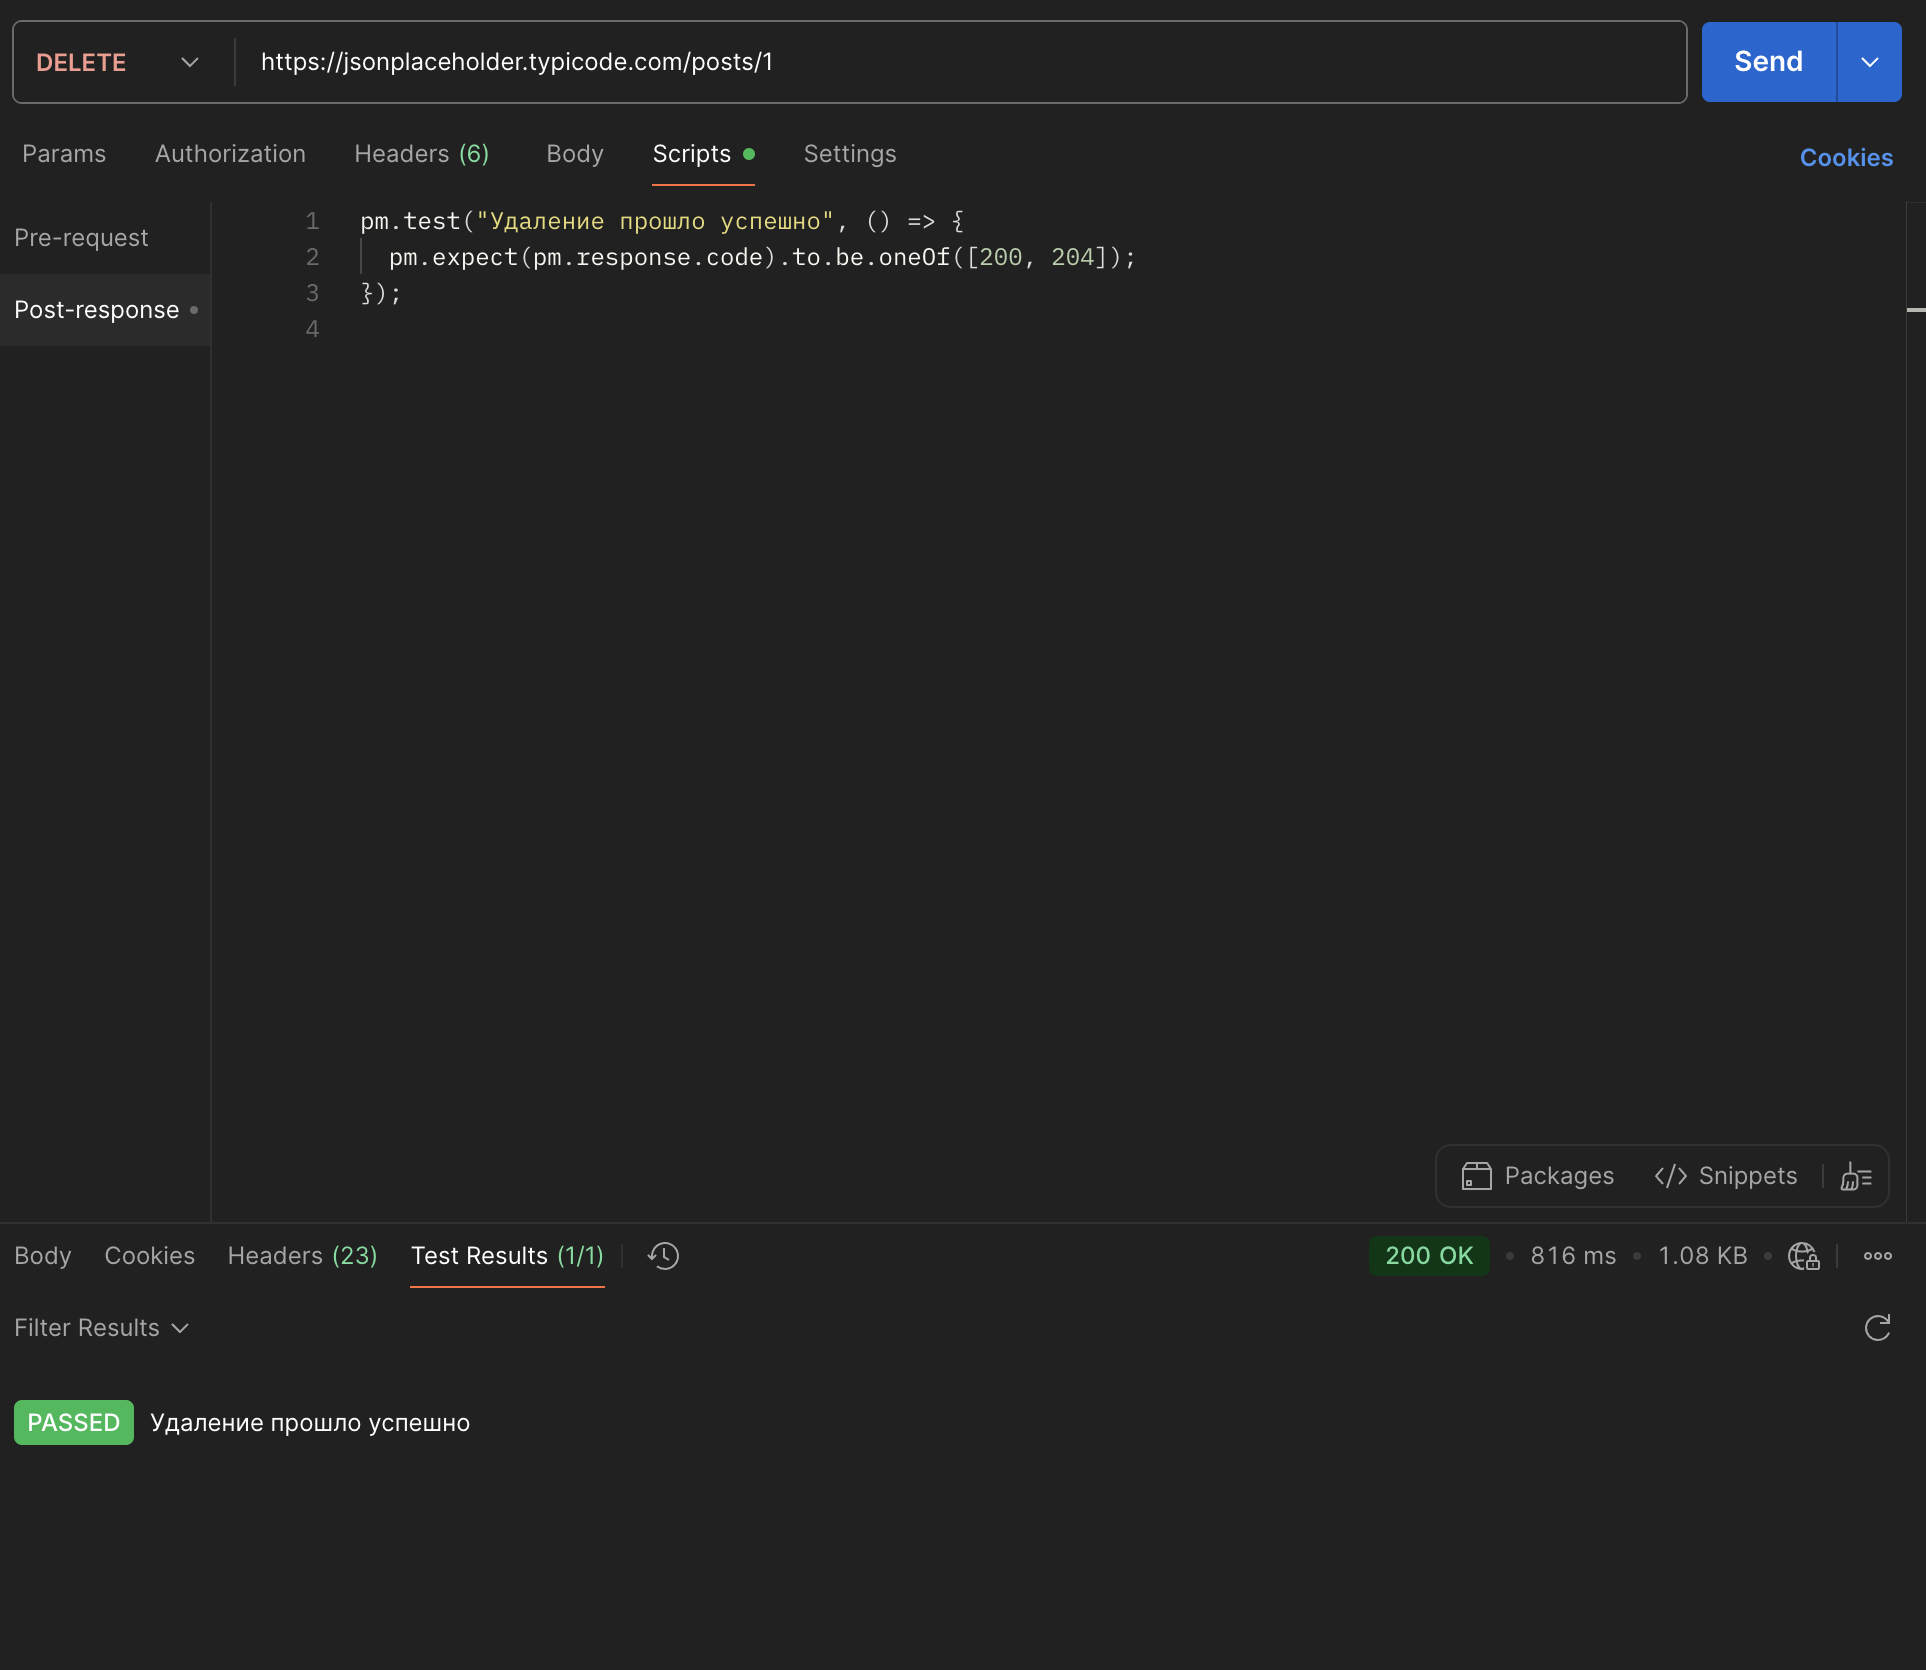 DELETE https://jsonplaceholder.typicode.com/posts/1 Send
Params Authorization Headers (6) Body Scripts Settings Cookies
Pre-request
Post-response
1 pm.test("Удаление прошло успешно", () => {
2 pm.expect(pm.response.code).to.be.oneOf([200, 204]);
3 });
4
Packages </> Snippets
Body Cookies Headers (23) Test Results (1/1) 200 OK • 816 ms • 1.08 KB
Filter Results
PASSED Удаление прошло успешно